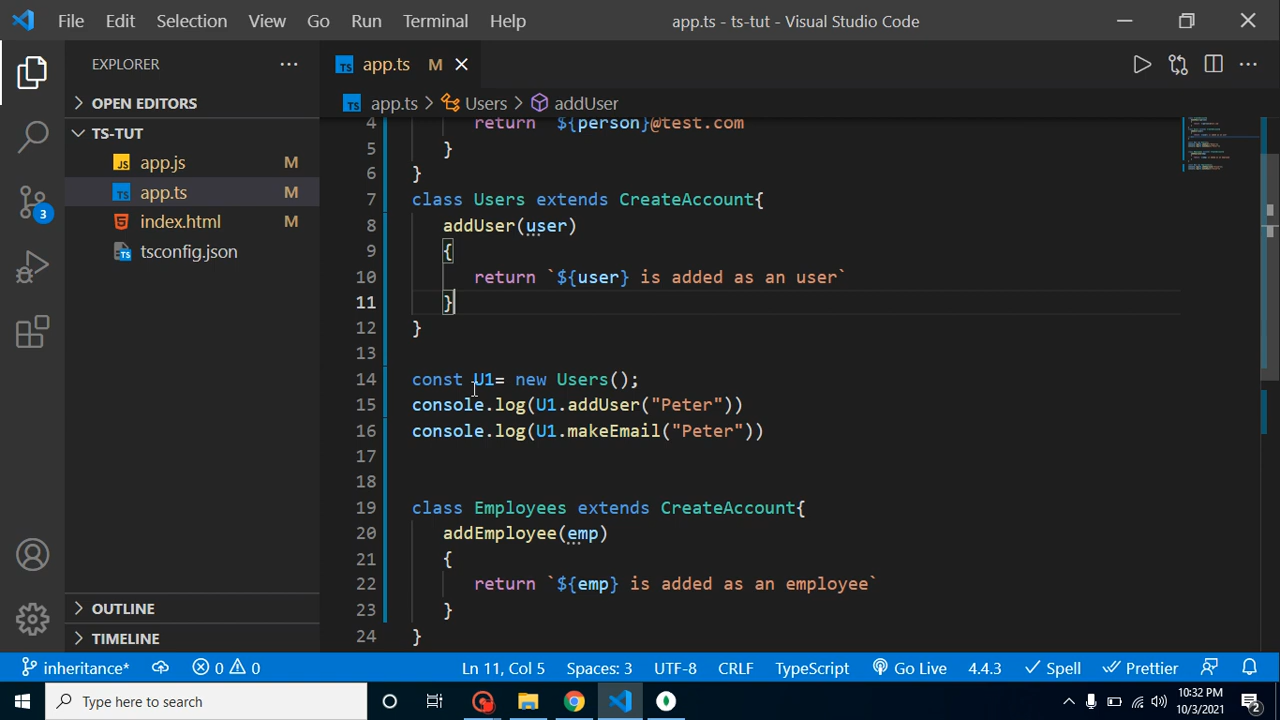 File Edit Selection View Go Run Terminal Help app.ts - ts-tut - Visual Studio Code
EXPLORER
OPEN EDITORS
TS-TUT
JS app.js M
TS app.ts M
index.html M
tsconfig.json
OUTLINE
TIMELINE
TS app.ts M
TS app.ts > Users > addUser
4 return `${person}@test.com
5 }
6 }
7 class Users extends CreateAccount{
8 addUser(user)
9 {
10 return `${user} is added as an user`
11 }
12 }
13
14 const U1= new Users();
15 console.log(U1.addUser("Peter"))
16 console.log(U1.makeEmail("Peter"))
17
18
19 class Employees extends CreateAccount{
20 addEmployee(emp)
21 {
22 return `${emp} is added as an employee`
23 }
24 }
3
inheritance* 0 0 Ln 11, Col 5 Spaces: 3 UTF-8 CRLF TypeScript Go Live 4.4.3 Spell Prettier
Type here to search
10:32 PM
10/3/2021
2